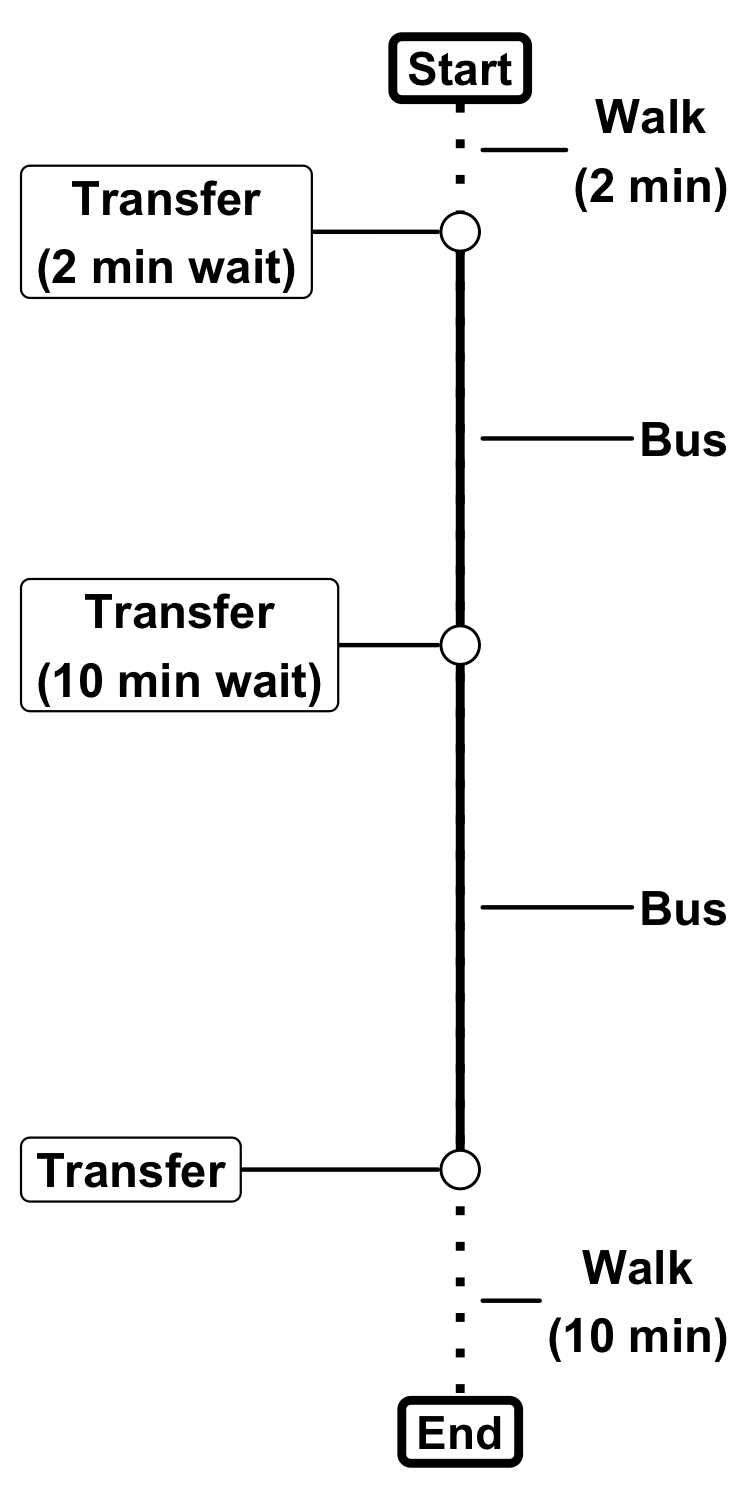 Start
Walk
(2 min)
Transfer
(2 min wait)
Bus
Transfer
(10 min wait)
Bus
Transfer
Walk
(10 min)
End